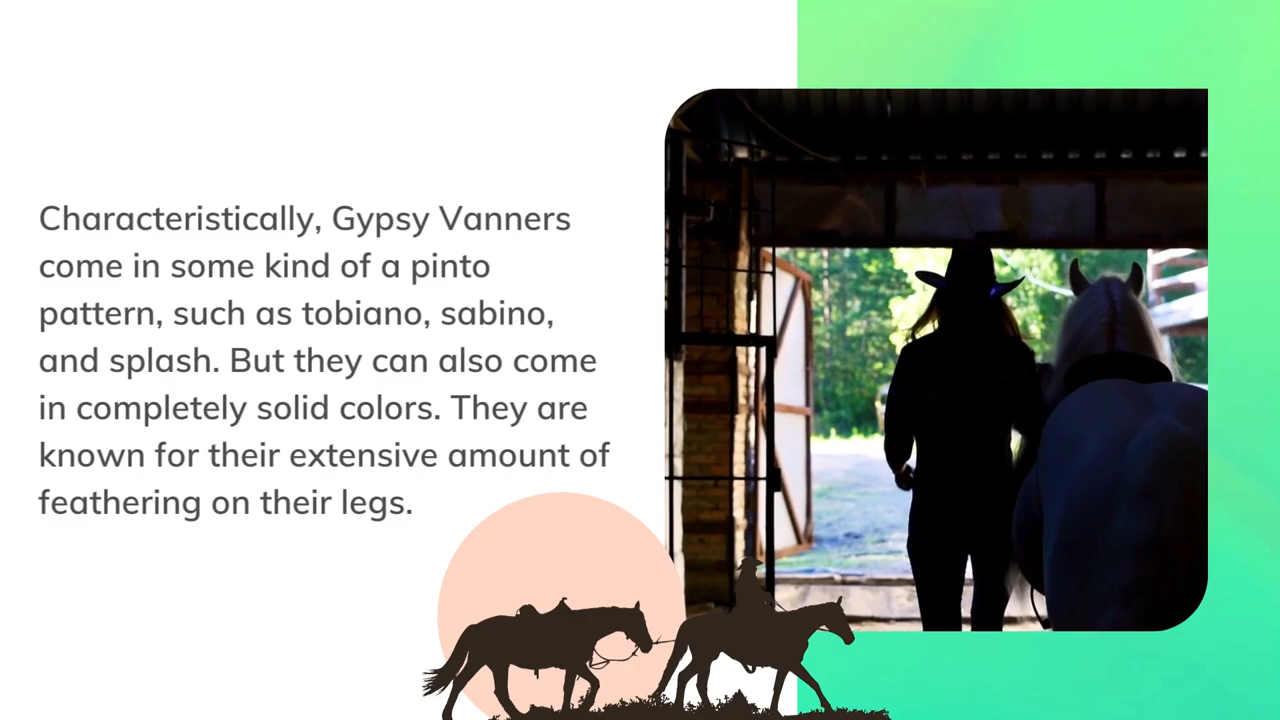 Characteristically, Gypsy Vanners
come in some kind of a pinto
pattern, such as tobiano, sabino,
and splash. But they can also come
in completely solid colors. They are
known for their extensive amount of
feathering on their legs.